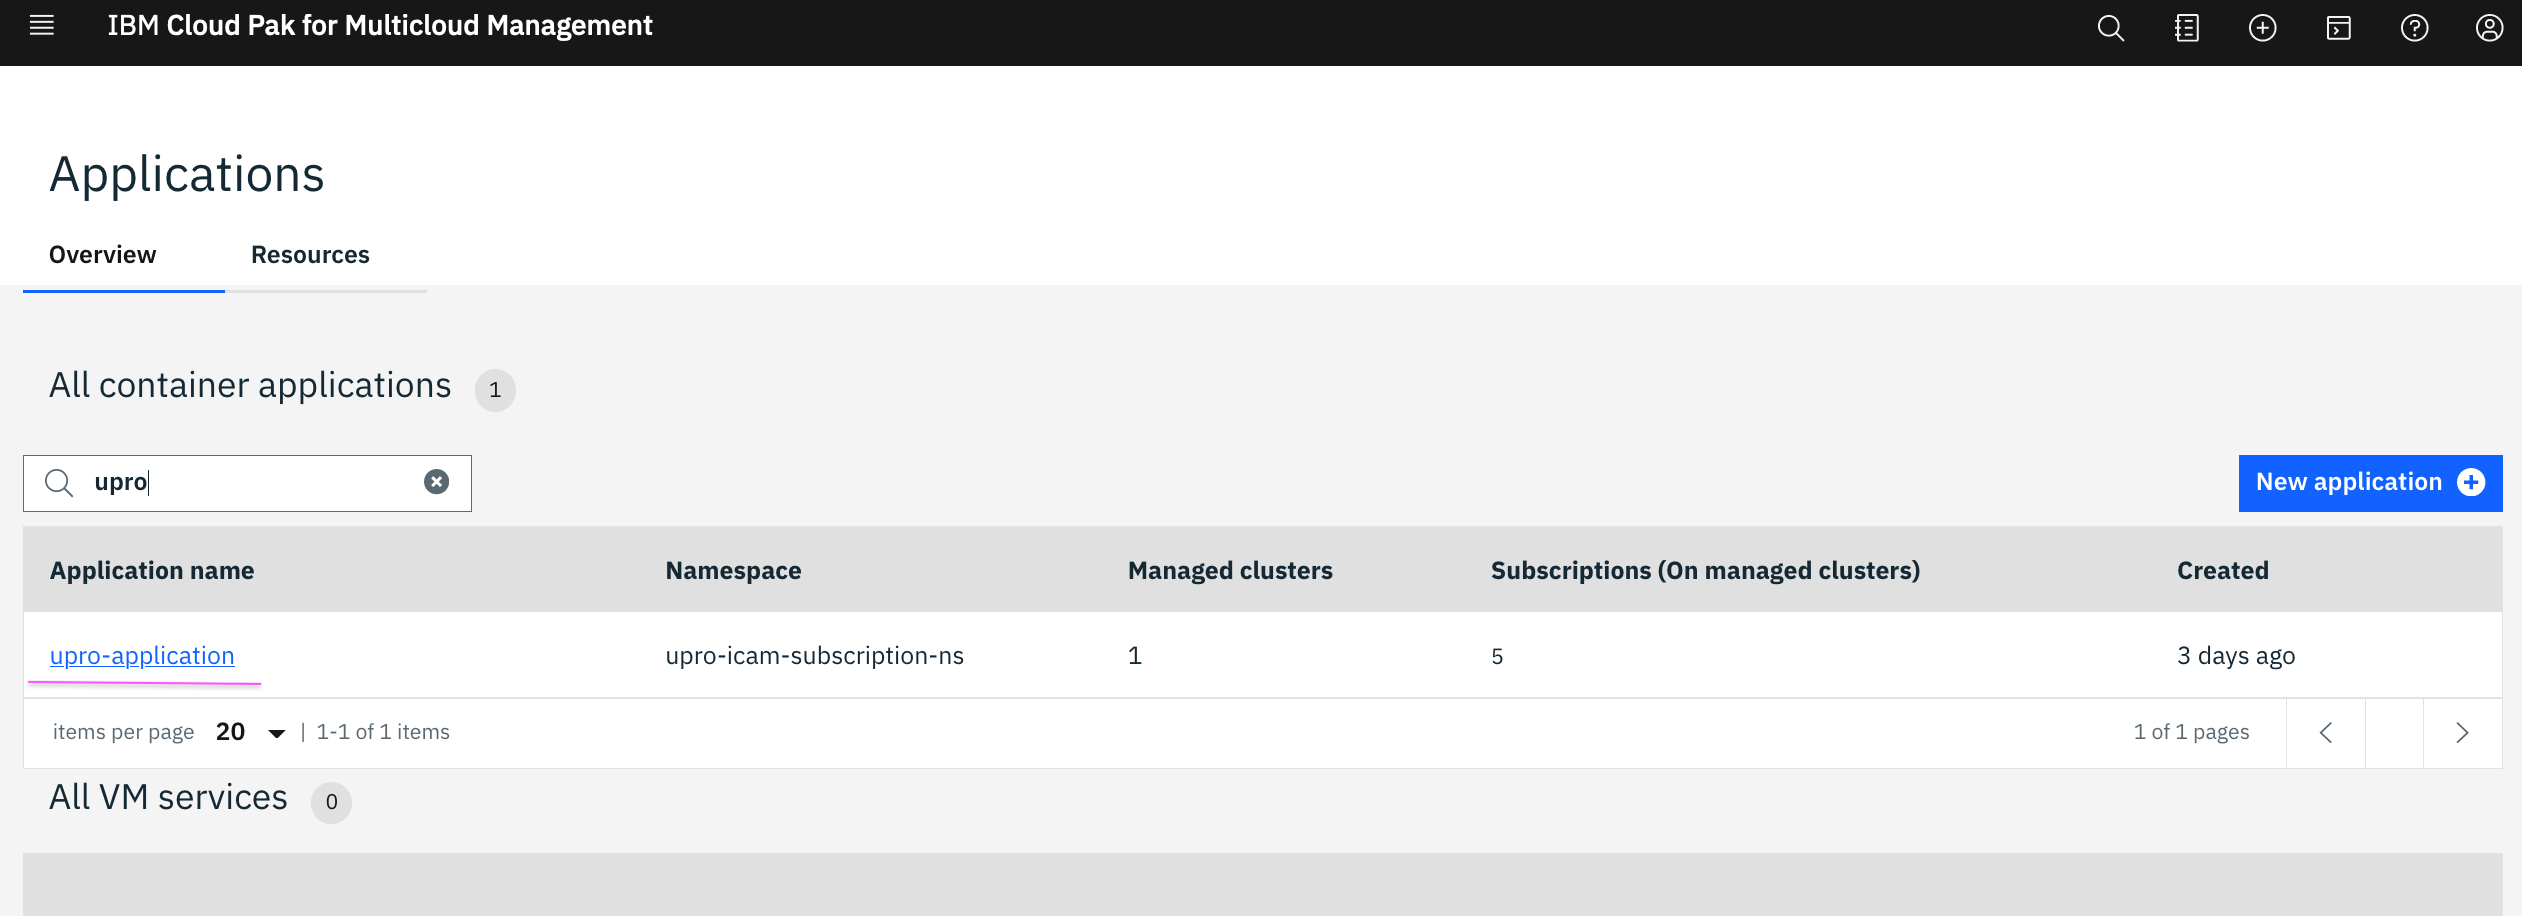 IBM Cloud Pak for Multicloud Management
Applications
Overview Resources
All container applications 1
upro
New application
Application name Namespace Managed clusters Subscriptions (On managed clusters) Created
upro-application upro-icam-subscription-ns 1 5 3 days ago
items per page 20 | 1-1 of 1 items 1 of 1 pages
All VM services 0